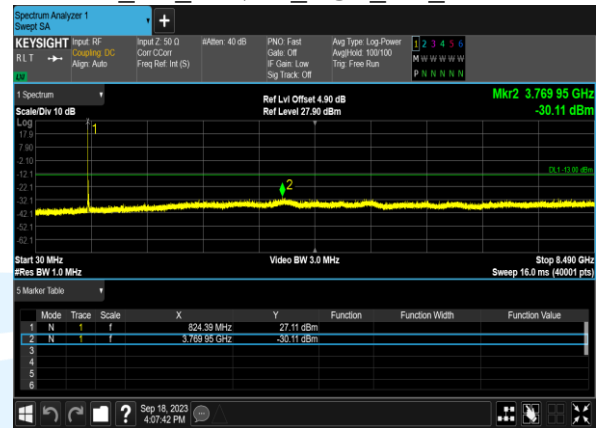 Spectrum Analyzer 1
Swept SA
+
KEYSIGHT
RLT
Input: RF
Coupling: DC
Align: Auto
Input Z: 50 Ω
Corr CCorr
Freq Ref: Int (S)
#Atten: 40 dB
PNO: Fast
Gate: Off
IF Gain: Low
Sig Track: Off
Avg Type: Log-Power
Avg|Hold: 100/100
Trig: Free Run
1 2 3 4 5 6
M W W W W W
P N N N N N
LW
1 Spectrum
Scale/Div 10 dB
Ref Lvl Offset 4.90 dB
Ref Level 27.90 dBm
Mkr2 3.769 95 GHz
-30.11 dBm
Log
17.9
7.90
-2.10
-12.1
-22.1
-32.1
-42.1
-52.1
-62.1
1
2
DL1 -13.00 dBm
Start 30 MHz
#Res BW 1.0 MHz
Video BW 3.0 MHz
Stop 8.490 GHz
Sweep 16.0 ms (40001 pts)
5 Marker Table
Mode Trace Scale X Y Function Function Width Function Value
1 N 1 f 824.39 MHz 27.11 dBm
2 N 1 f 3.769 95 GHz -30.11 dBm
3
4
5
6
?
Sep 18, 2023
4:07:42 PM